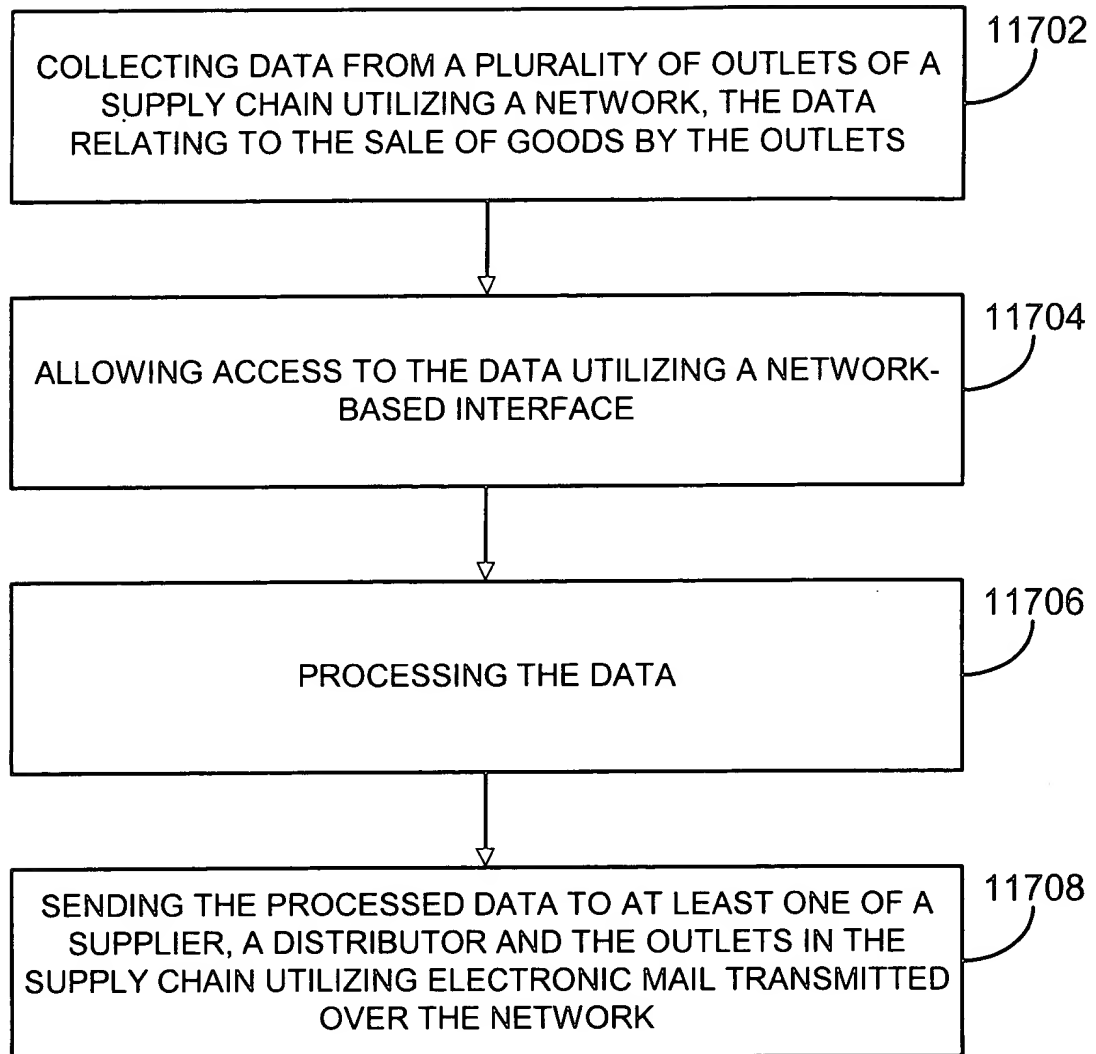 11702
COLLECTING DATA FROM A PLURALITY OF OUTLETS OF A
SUPPLY CHAIN UTILIZING A NETWORK, THE DATA
RELATING TO THE SALE OF GOODS BY THE OUTLETS
11704
ALLOWING ACCESS TO THE DATA UTILIZING A NETWORK-
BASED INTERFACE
11706
PROCESSING THE DATA
11708
SENDING THE PROCESSED DATA TO AT LEAST ONE OF A
SUPPLIER, A DISTRIBUTOR AND THE OUTLETS IN THE
SUPPLY CHAIN UTILIZING ELECTRONIC MAIL TRANSMITTED
OVER THE NETWORK